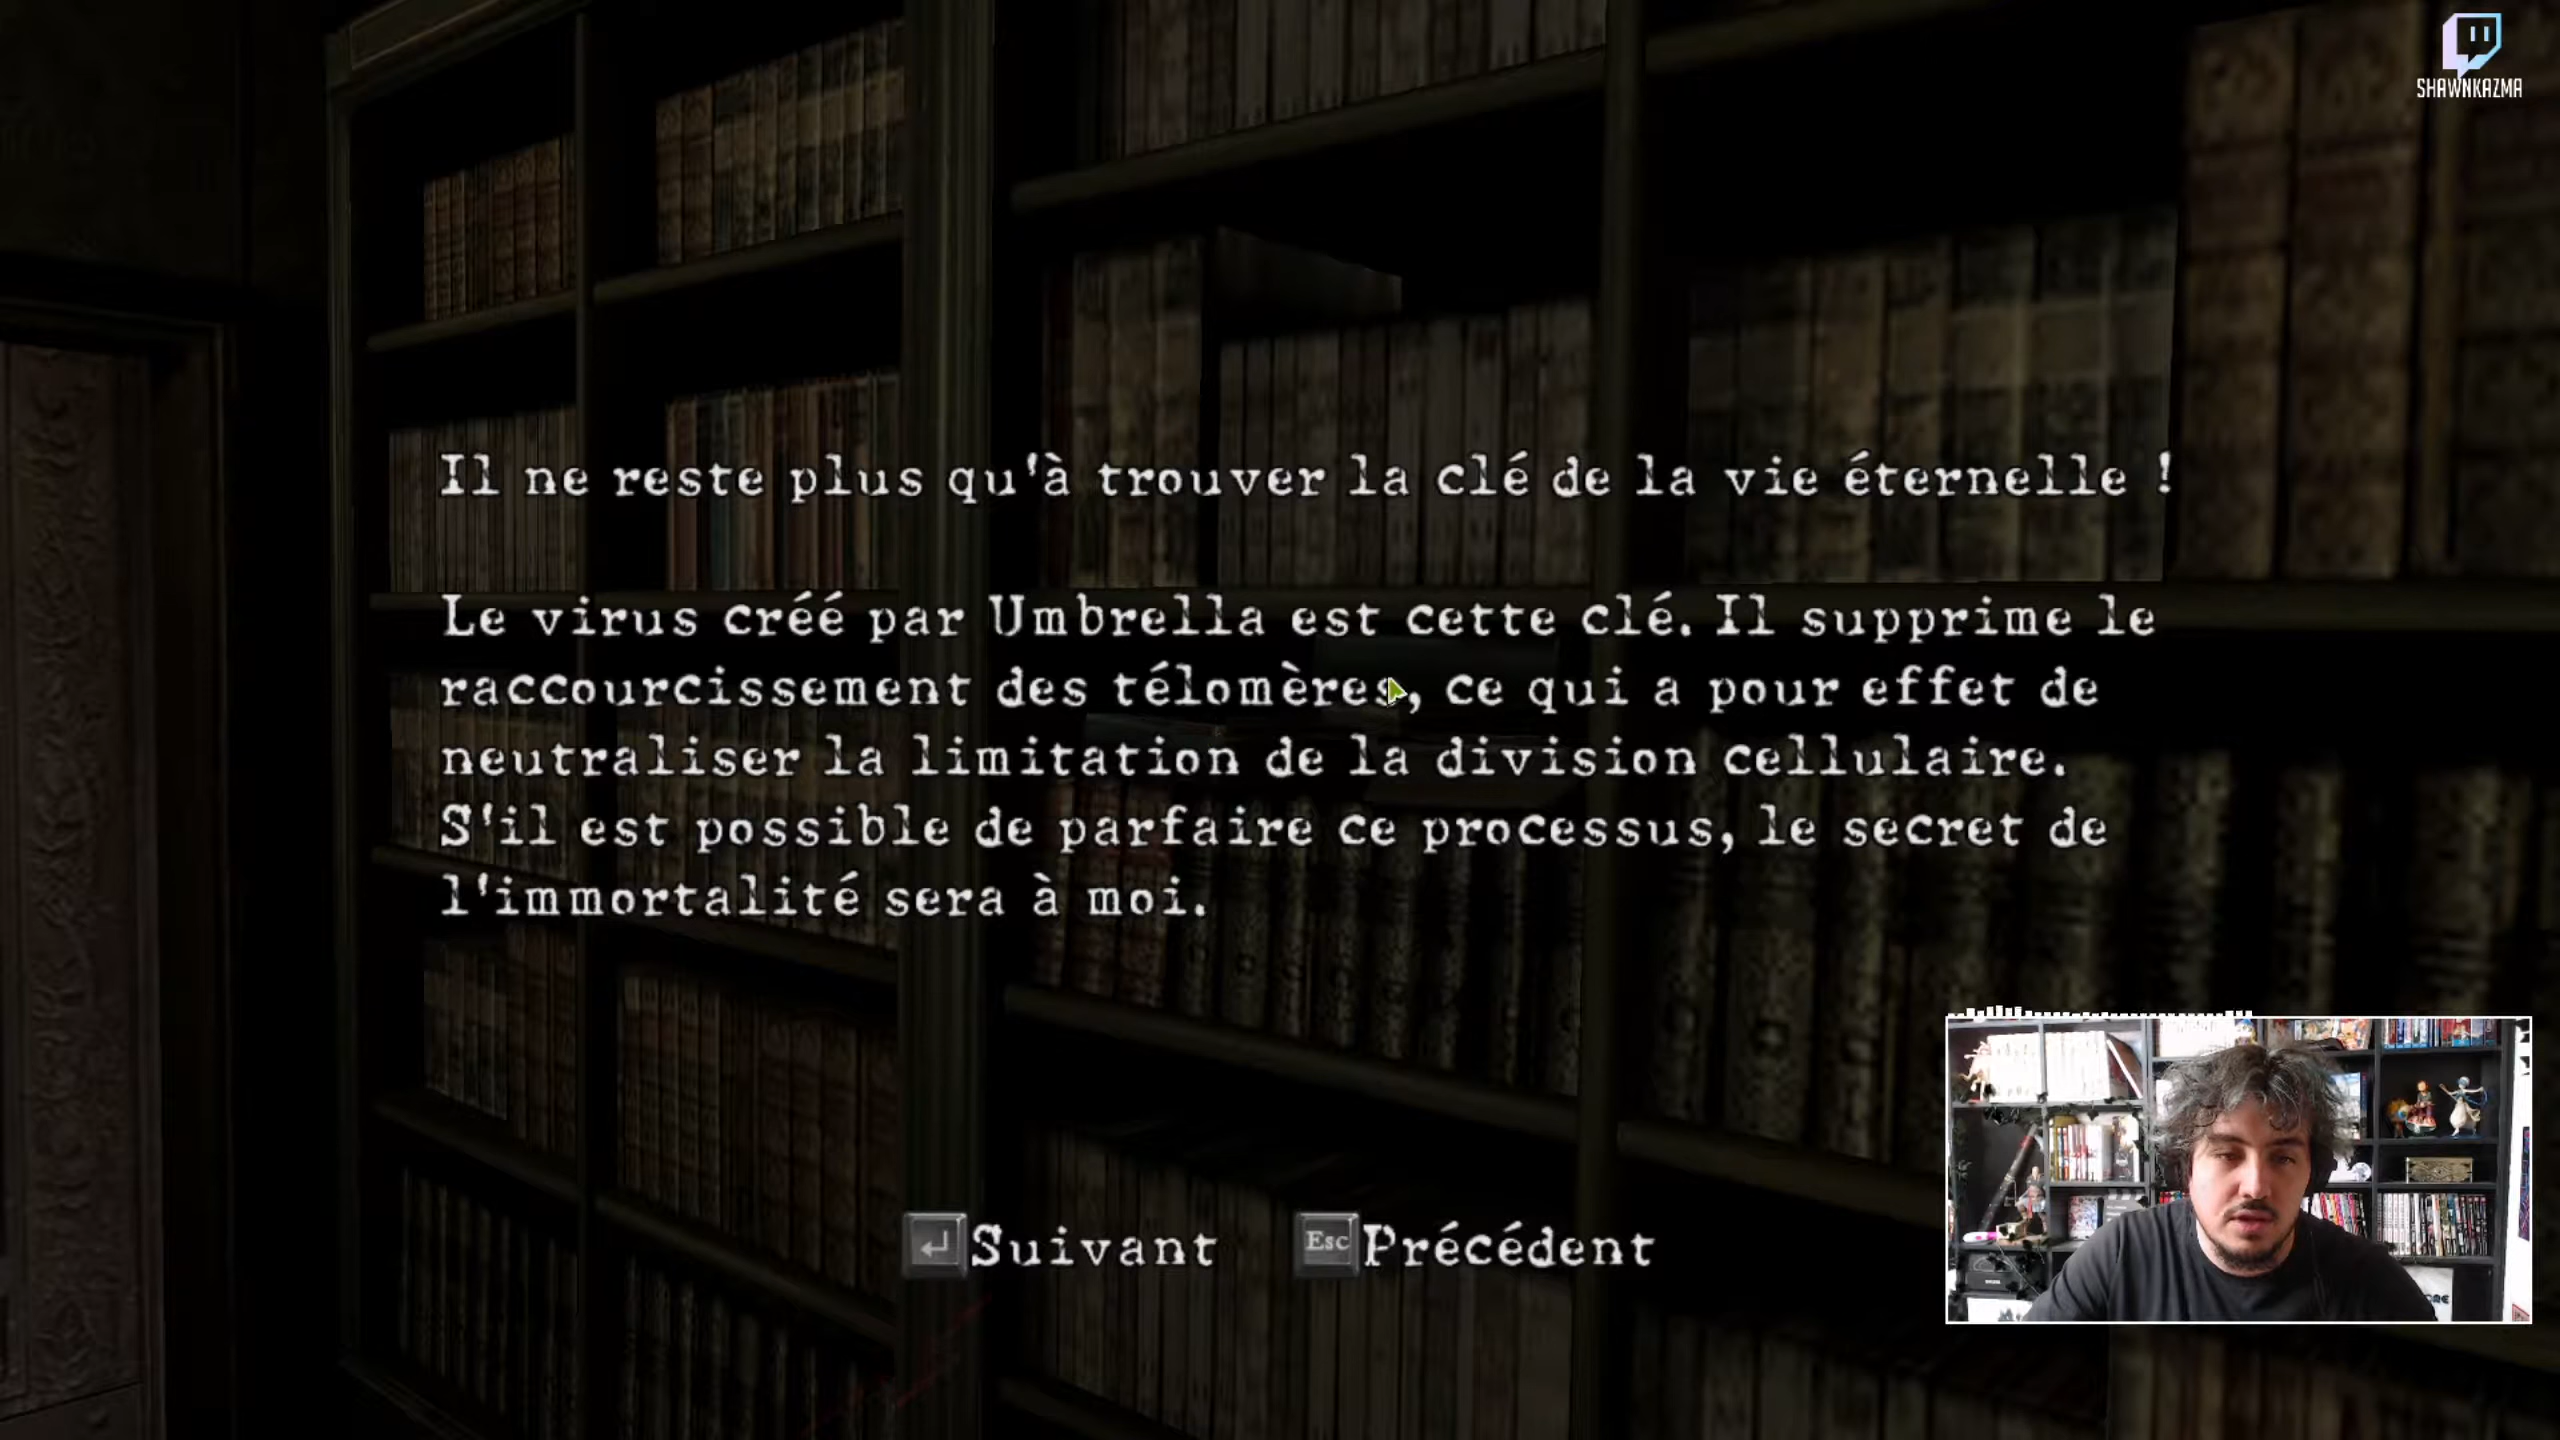 SHAWNKAZMA
Il ne reste plus qu'à trouver la clé de la vie éternelle !
Le virus créé par Umbrella est cette clé. Il supprime le
raccourcissement des télomères, ce qui a pour effet de
neutraliser la limitation de la division cellulaire.
S'il est possible de parfaire ce processus, le secret de
l'immortalité sera à moi.
Esc
Suivant Précédent